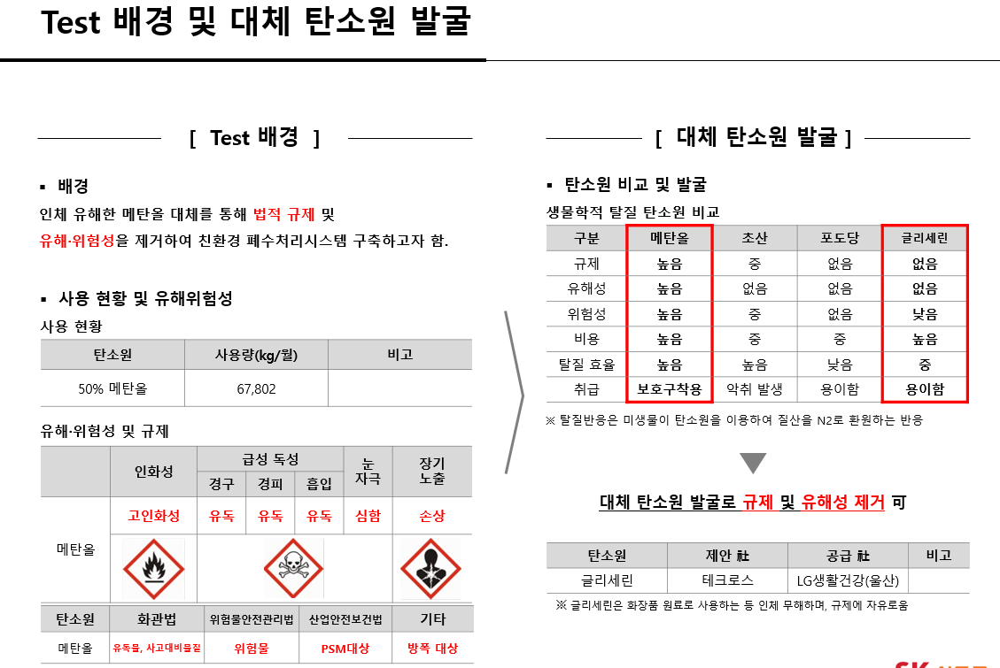 Test 배경 및 대체 탄소원 발굴
[ Test 배경 ]
▪ 배경
인체 유해한 메탄올 대체를 통해 법적 규제 및
유해·위험성을 제거하여 친환경 폐수처리시스템 구축하고자 함.
▪ 사용 현황 및 유해위험성
사용 현황
탄소원 사용량(kg/월) 비고
50% 메탄올 67,802
유해·위험성 및 규제
인화성 급성 독성 눈 자극 장기 노출
경구 경피 흡입
메탄올 고인화성 유독 유독 유독 심함 손상
탄소원 화관법 위험물안전관리법 산업안전보건법 기타
메탄올 유독물, 사고대비물질 위험물 PSM대상 방폭 대상
[ 대체 탄소원 발굴 ]
▪ 탄소원 비교 및 발굴
생물학적 탈질 탄소원 비교
구분 메탄올 초산 포도당 글리세린
규제 높음 중 없음 없음
유해성 높음 없음 없음 없음
위험성 높음 중 없음 낮음
비용 높음 중 중 높음
탈질 효율 높음 높음 낮음 중
취급 보호구착용 악취 발생 용이함 용이함
※ 탈질반응은 미생물이 탄소원을 이용하여 질산을 N2로 환원하는 반응
대체 탄소원 발굴로 규제 및 유해성 제거 可
탄소원 제안 社 공급 社 비고
글리세린 테크로스 LG생활건강(울산)
※ 글리세린은 화장품 원료로 사용하는 등 인체 무해하며, 규제에 자유로움